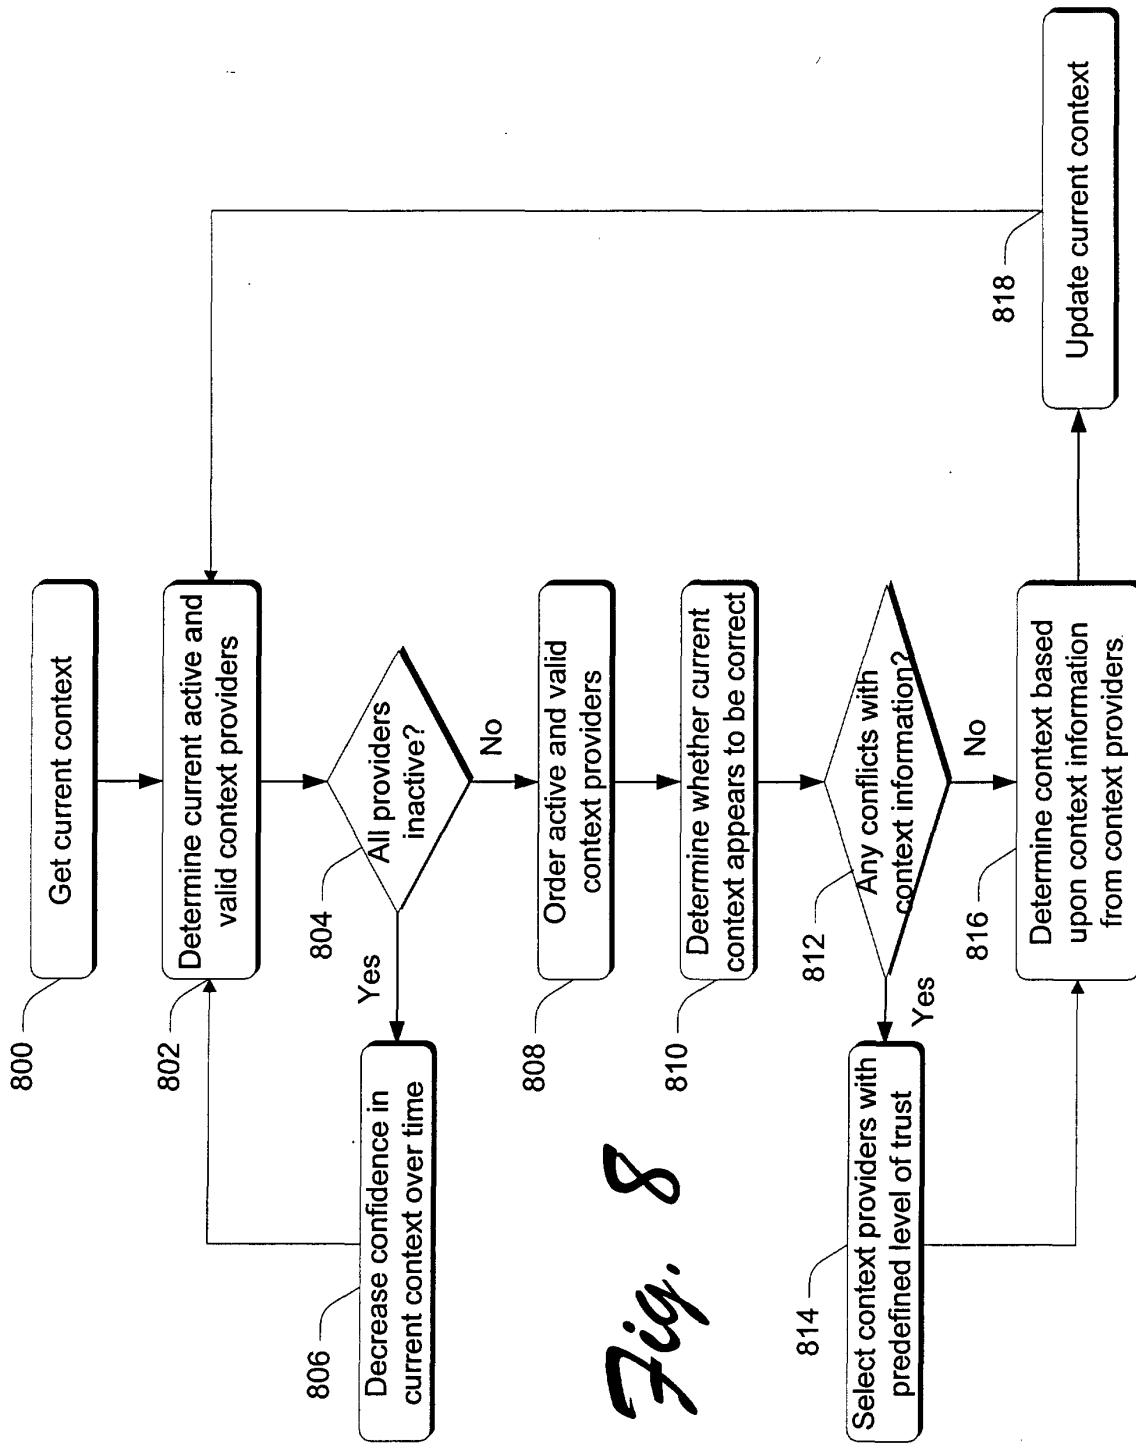 800
Get current context
802
Determine current active and
valid context providers
804
All providers
inactive?
Yes
No
806
Decrease confidence in
current context over time
808
Order active and valid
context providers
810
Determine whether current
context appears to be correct
812
Any conflicts with
context information?
Yes
No
814
Select context providers with
predefined level of trust
816
Determine context based
upon context information
from context providers.
818
Update current context
Fig. 8